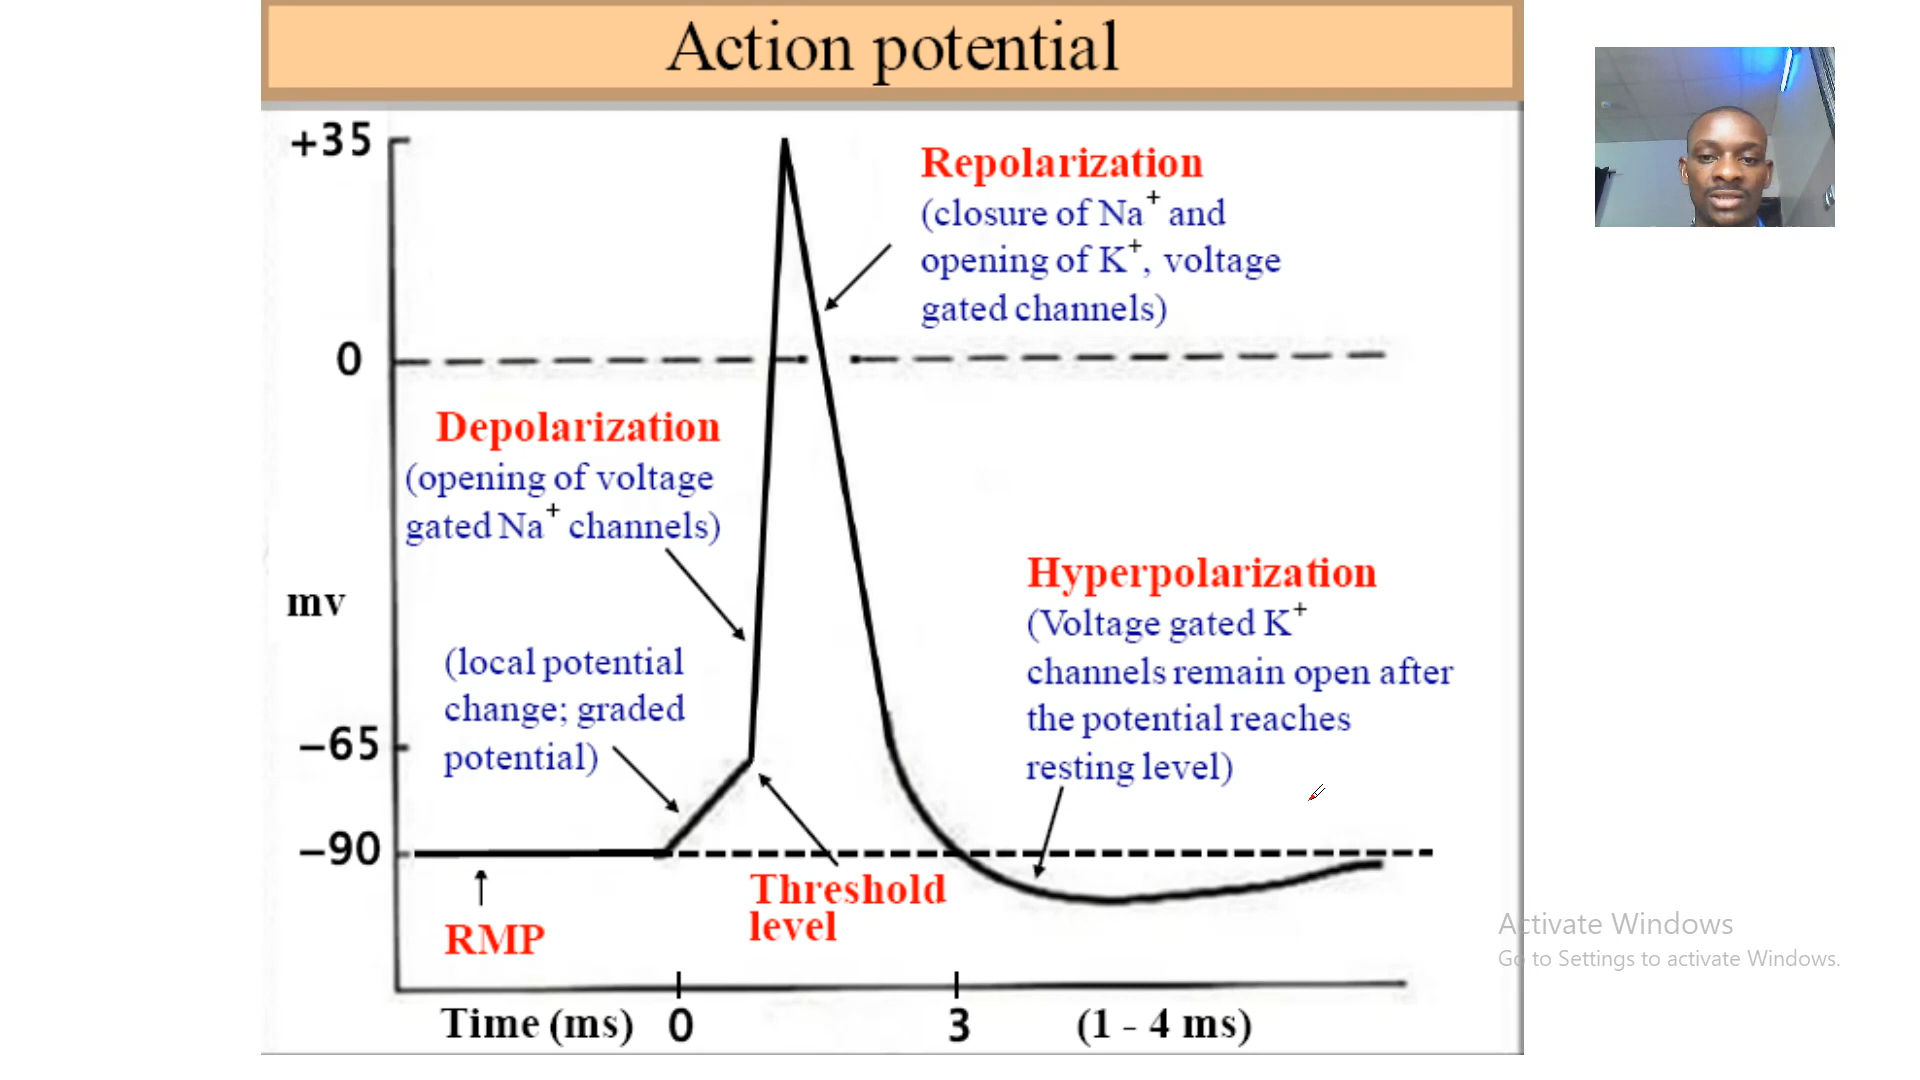 Action potential
+35
Repolarization
(closure of Na+ and
opening of K+, voltage
gated channels)
0
Depolarization
(opening of voltage
gated Na+ channels)
mv
Hyperpolarization
(Voltage gated K+
channels remain open after
the potential reaches
resting level)
(local potential
change; graded
potential)
−65
−90
Threshold
level
RMP
Time (ms) 0 3 (1 - 4 ms)
Activate Windows
Go to Settings to activate Windows.